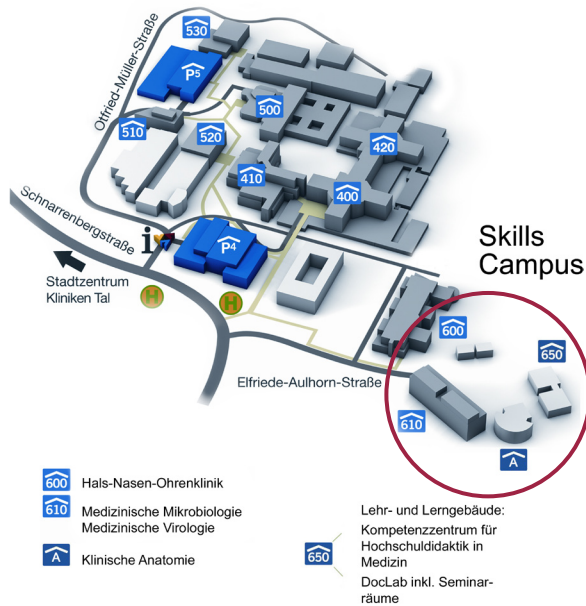 530
Otfried-Müller-Straße
P5
500
510
520
420
410
400
Schnarrenbergstraße
i
P4
Skills
Campus
Stadtzentrum
Kliniken Tal
H
H
600
650
Elfriede-Aulhorn-Straße
610
A
600 Hals-Nasen-Ohrenklinik
610 Medizinische Mikrobiologie
Medizinische Virologie
A Klinische Anatomie
Lehr- und Lerngebäude:
650 Kompetenzzentrum für
Hochschuldidaktik in
Medizin
DocLab inkl. Seminar-
räume